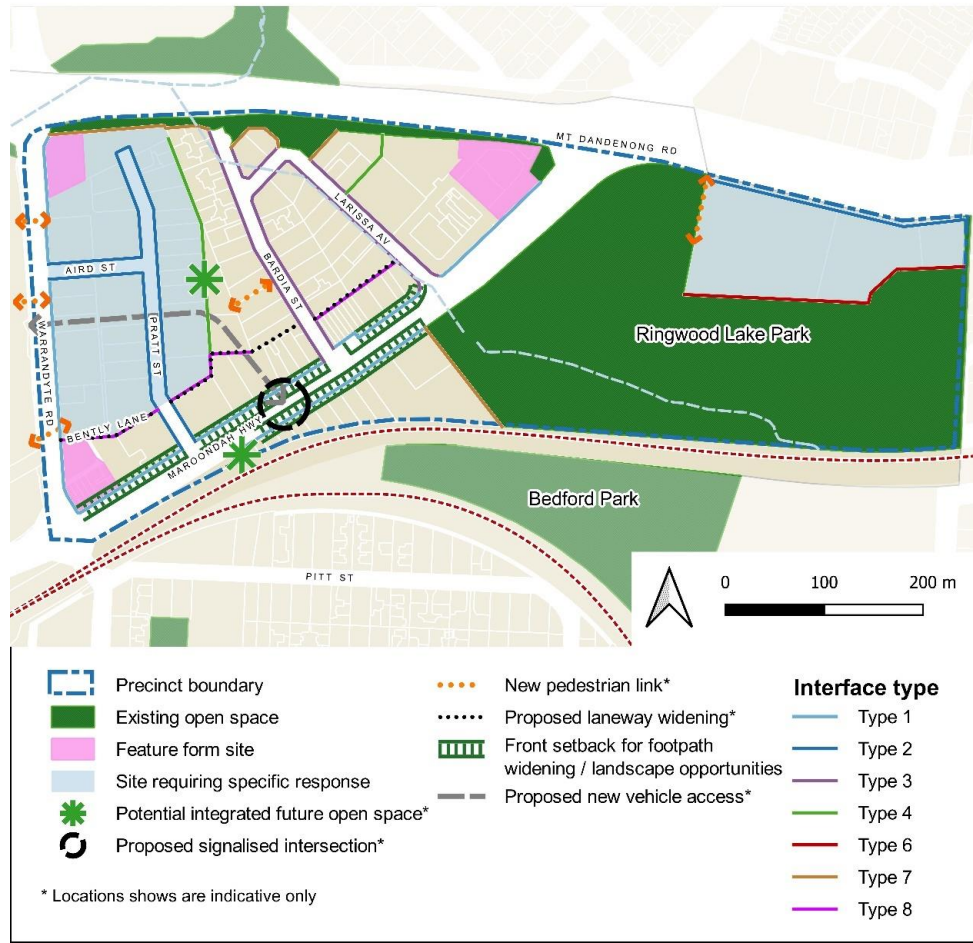 MT DANDENONG RD
LARISSA AV
AIRD ST
BARDIA ST
Ringwood Lake Park
WARRANDYTE RD
PRATT ST
BENTLY LANE
MAROONDAH HWY
Bedford Park
PITT ST
0 100 200 m
Precinct boundary
Existing open space
Feature form site
Site requiring specific response
Potential integrated future open space*
Proposed signalised intersection*
* Locations shows are indicative only
New pedestrian link*
Proposed laneway widening*
Front setback for footpath
widening / landscape opportunities
Proposed new vehicle access*
Interface type
Type 1
Type 2
Type 3
Type 4
Type 6
Type 7
Type 8